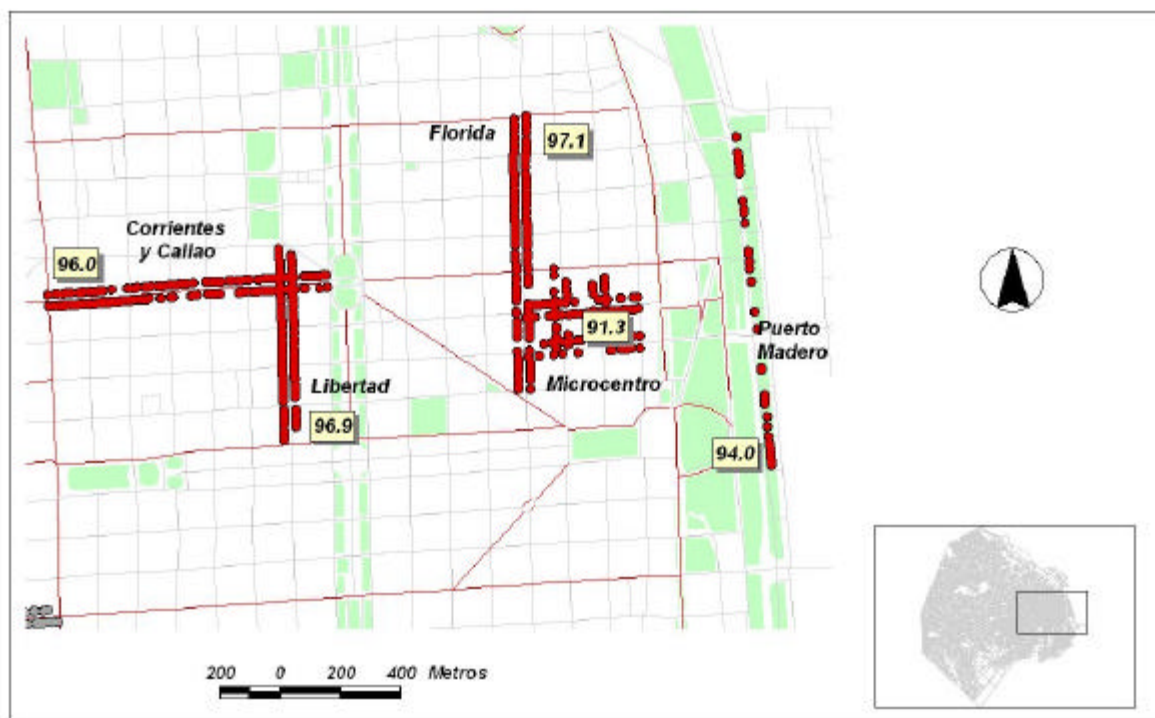 Florida
97.1
Corrientes
y Callao
96.0
91.3
Puerto
Madero
Libertad
Microcentro
96.9
94.0
200 0 200 400 Metros